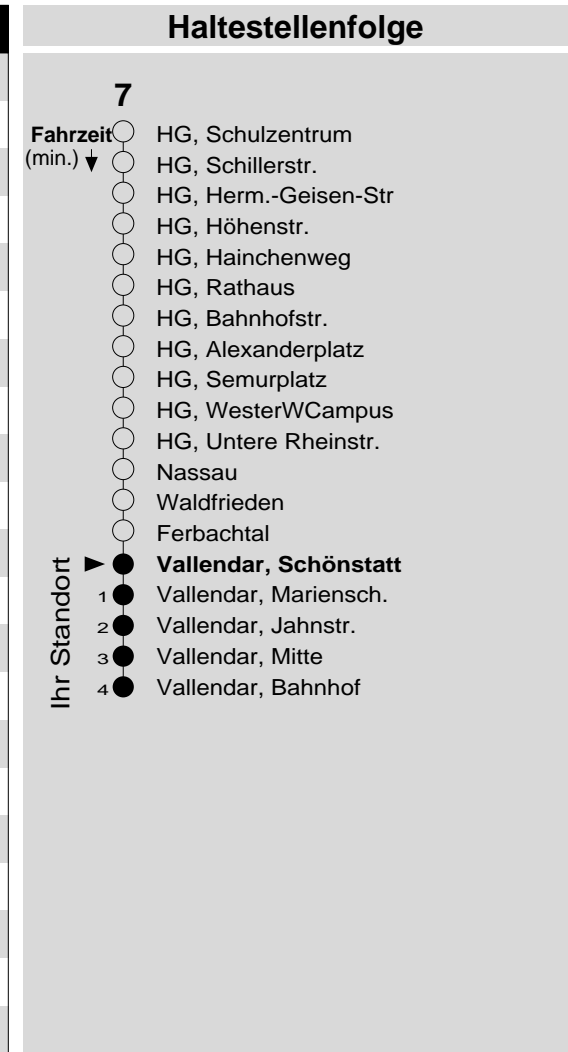 Haltestellenfolge
7
Fahrzeit HG, Schulzentrum
(min.) HG, Schillerstr.
HG, Herm.-Geisen-Str
HG, Höhenstr.
HG, Hainchenweg
HG, Rathaus
HG, Bahnhofstr.
HG, Alexanderplatz
HG, Semurplatz
HG, WesterWCampus
HG, Untere Rheinstr.
Nassau
Waldfrieden
Ferbachtal
Ihr Standort
Vallendar, Schönstatt
1 Vallendar, Mariensch.
2 Vallendar, Jahnstr.
3 Vallendar, Mitte
4 Vallendar, Bahnhof